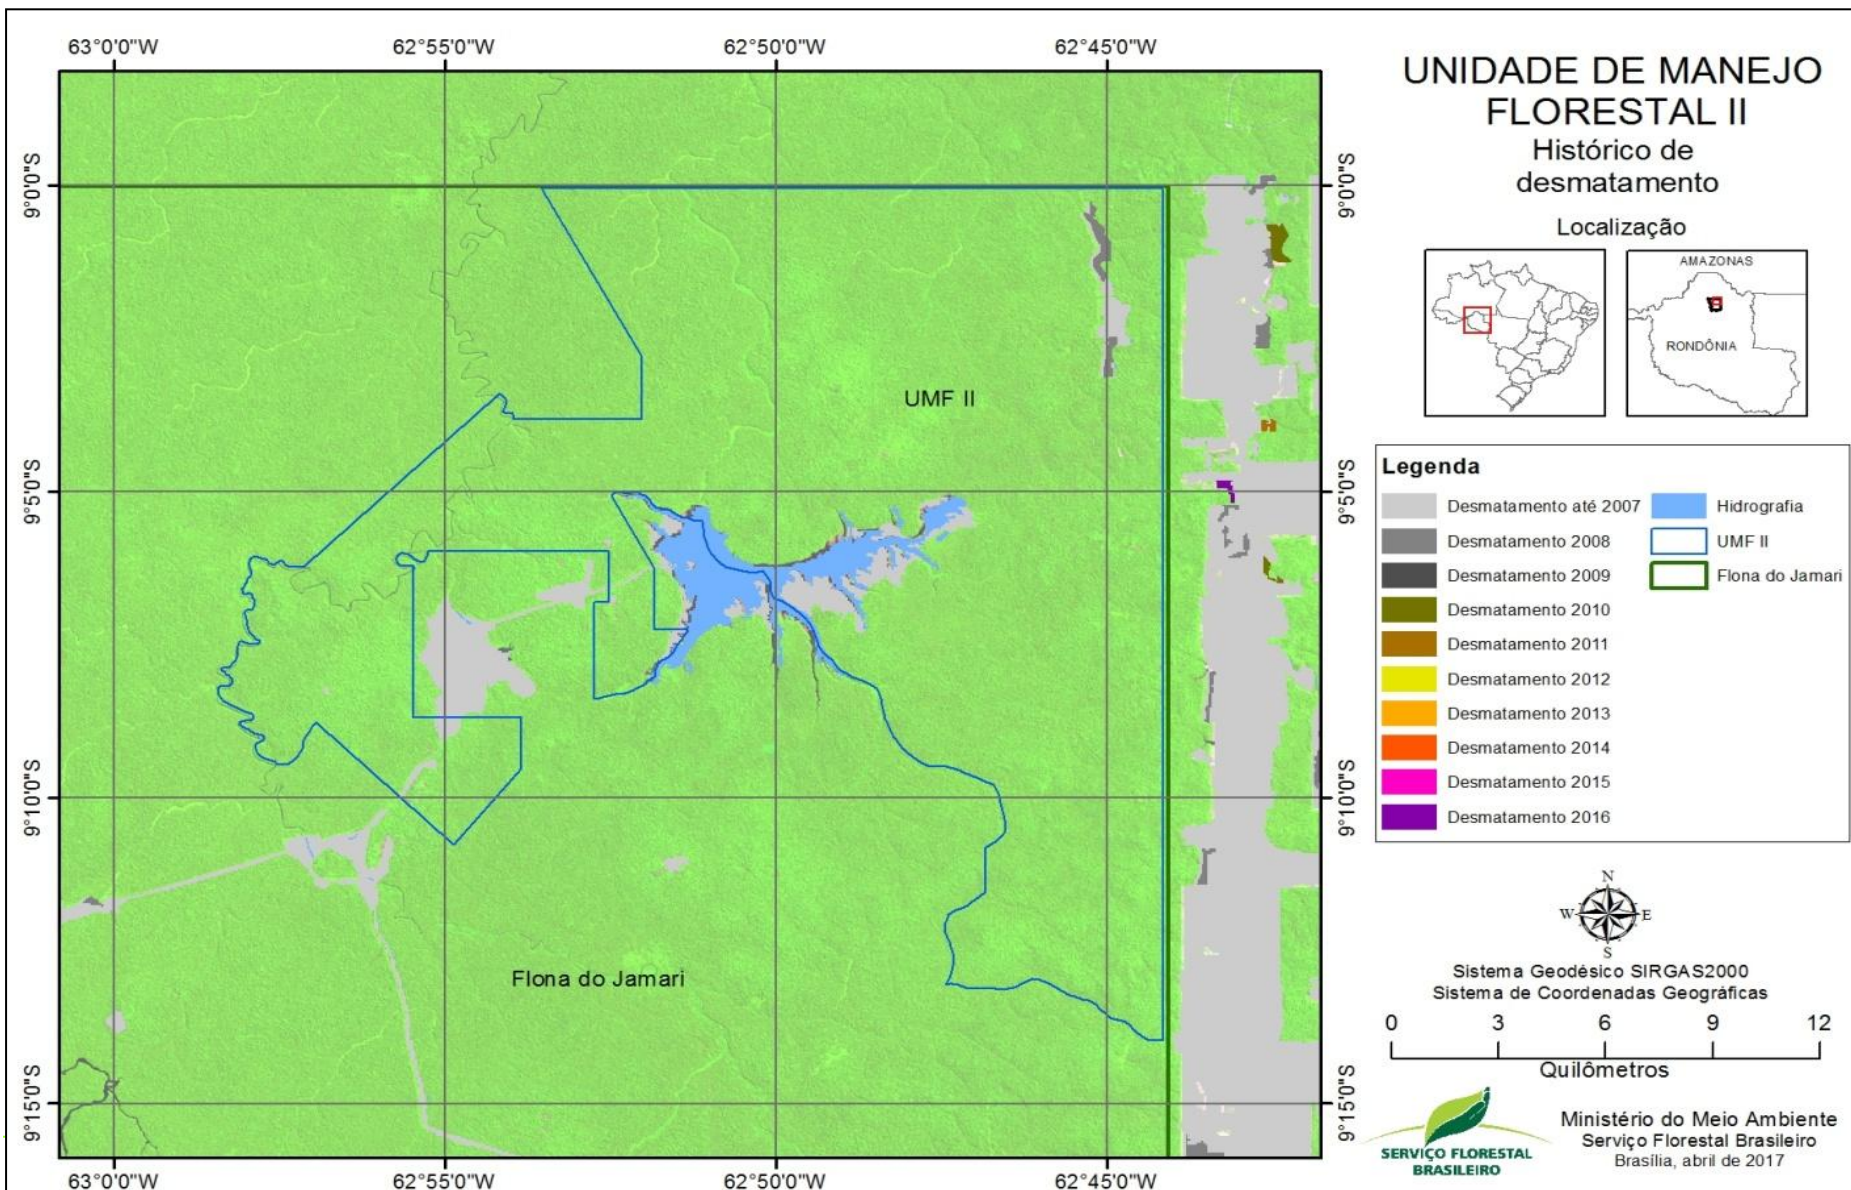 63°0'0"W
62°55'0"W
62°50'0"W
62°45'0"W
9°0'0"S
9°5'0"S
9°10'0"S
9°15'0"S
UMF II
Flona do Jamari
9°0'0"S
9°5'0"S
9°10'0"S
9°15'0"S
63°0'0"W
62°55'0"W
62°50'0"W
62°45'0"W
UNIDADE DE MANEJO
FLORESTAL II
Histórico de
desmatamento
Localização
AMAZONAS
RONDÔNIA
Legenda
Desmatamento até 2007
Desmatamento 2008
Desmatamento 2009
Desmatamento 2010
Desmatamento 2011
Desmatamento 2012
Desmatamento 2013
Desmatamento 2014
Desmatamento 2015
Desmatamento 2016
Hidrografia
UMF II
Flona do Jamari
N
W E
S
Sistema Geodésico SIRGAS2000
Sistema de Coordenadas Geográficas
0 3 6 9 12
Quilômetros
SERVIÇO FLORESTAL
BRASILEIRO
Ministério do Meio Ambiente
Serviço Florestal Brasileiro
Brasília, abril de 2017